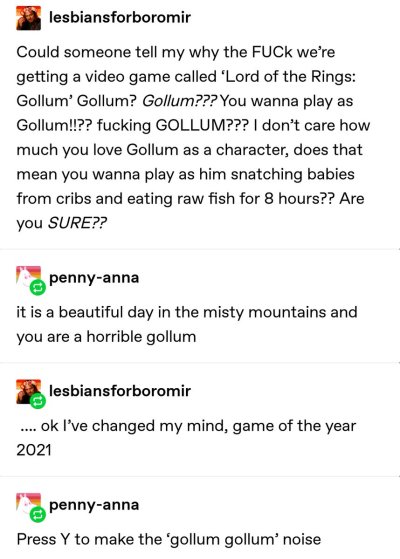 lesbiansforboromir
Could someone tell my why the FUCk we’re
getting a video game called ‘Lord of the Rings:
Gollum’ Gollum? Gollum??? You wanna play as
Gollum!!?? fucking GOLLUM??? I don’t care how
much you love Gollum as a character, does that
mean you wanna play as him snatching babies
from cribs and eating raw fish for 8 hours?? Are
you SURE??
penny-anna
it is a beautiful day in the misty mountains and
you are a horrible gollum
lesbiansforboromir
.... ok I’ve changed my mind, game of the year
2021
penny-anna
Press Y to make the ‘gollum gollum’ noise